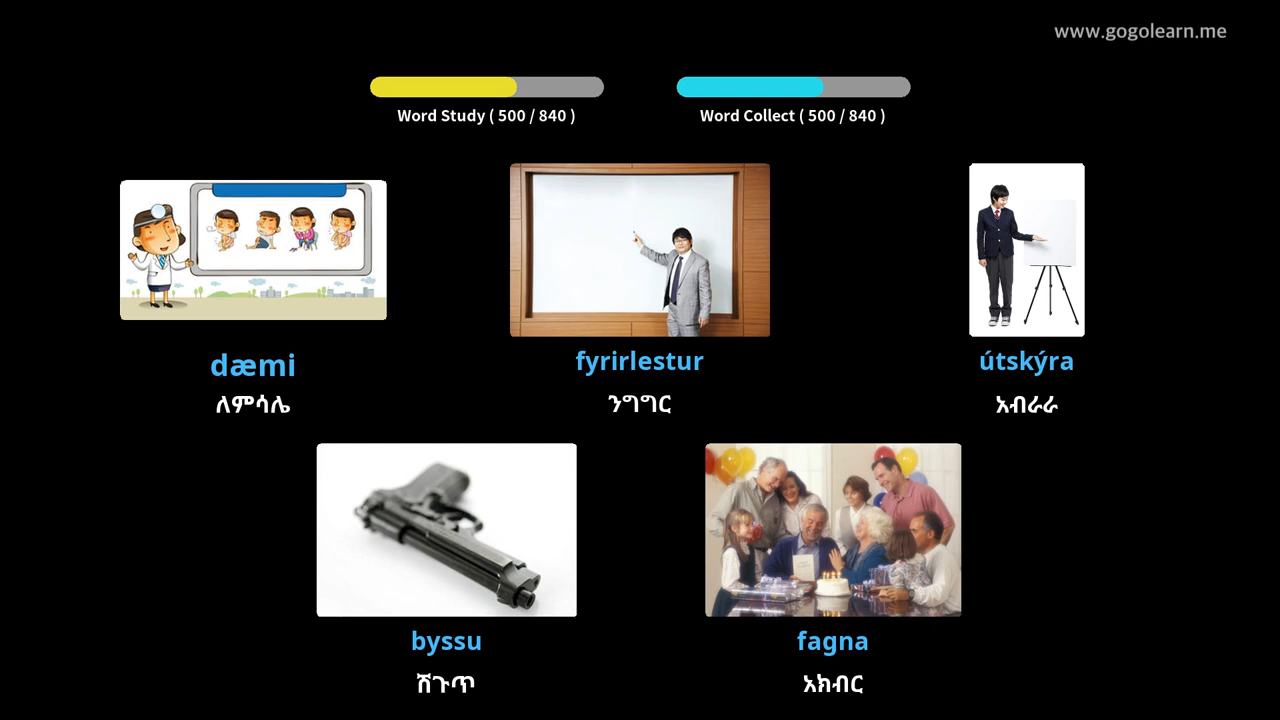 www.gogolearn.me
Word Study ( 500 / 840 )
Word Collect ( 500 / 840 )
dæmi
ለምሳሌ
fyrirlestur
ንግግር
útskýra
አብራራ
byssu
ሽጉጥ
fagna
አክብር